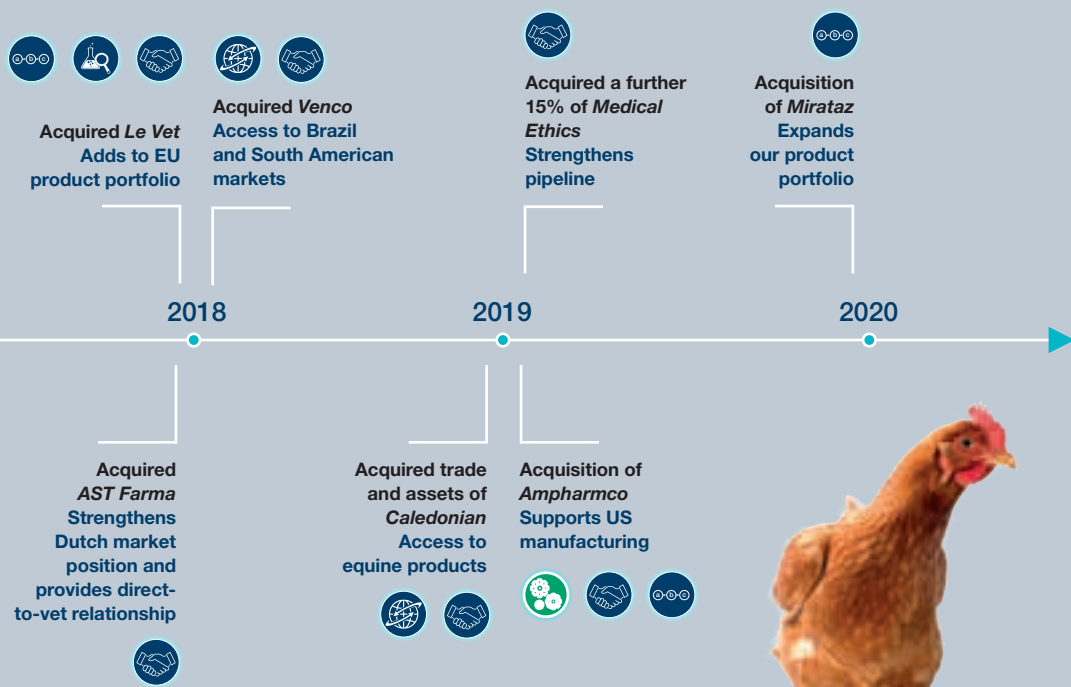 a-b-c
Acquired Le Vet
Adds to EU
product portfolio
Acquired Venco
Access to Brazil
and South American
markets
Acquired a further
15% of Medical
Ethics
Strengthens
pipeline
a-b-c
Acquisition
of Mirataz
Expands
our product
portfolio
2018
2019
2020
Acquired
AST Farma
Strengthens
Dutch market
position and
provides direct-
to-vet relationship
Acquired trade
and assets of
Caledonian
Access to
equine products
Acquisition of
Ampharmco
Supports US
manufacturing
a-b-c